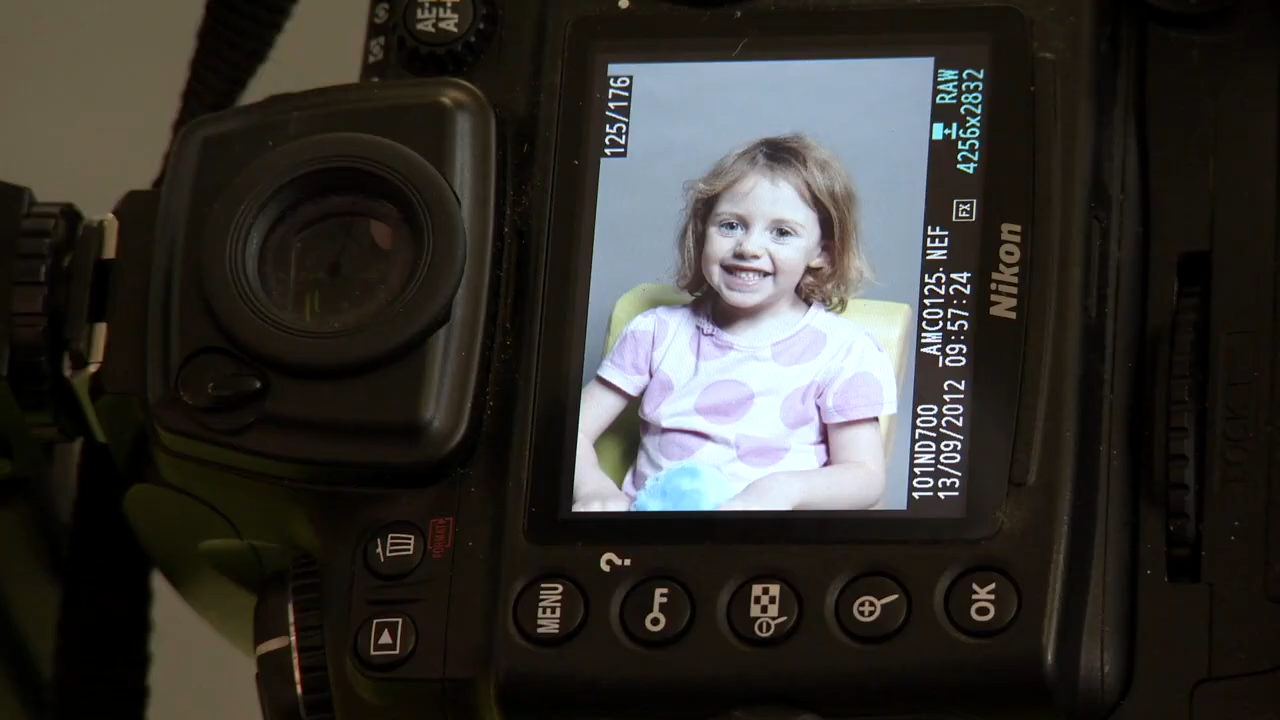 AE-L
AF-L
125/176
RAW
4256x2832
FX
_AMC0125.NEF
101ND700
13/09/2012 09:57:24
Nikon
FORMAT
?
MENU
OK